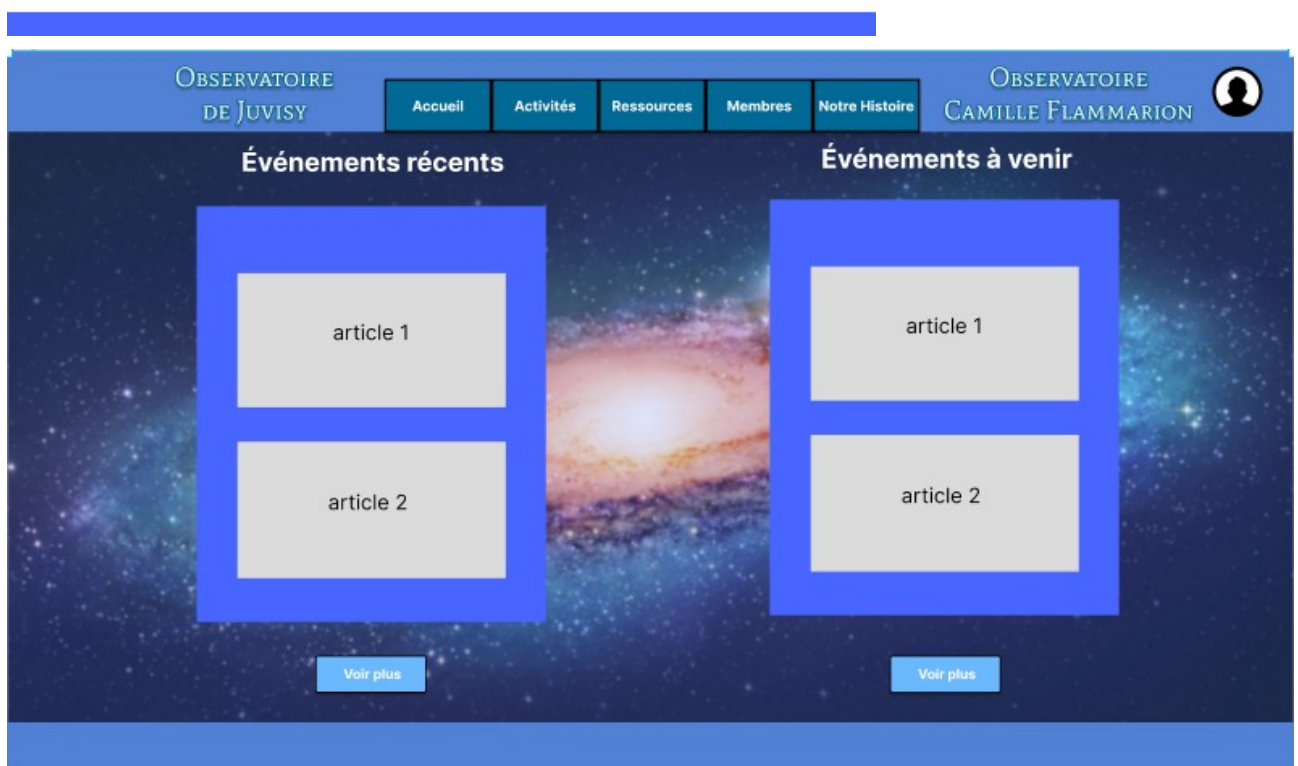 Observatoire
de Juvisy
Accueil
Activités
Ressources
Membres
Notre Histoire
Observatoire
Camille Flammarion
Événements récents
Événements à venir
article 1
article 2
article 1
article 2
Voir plus
Voir plus